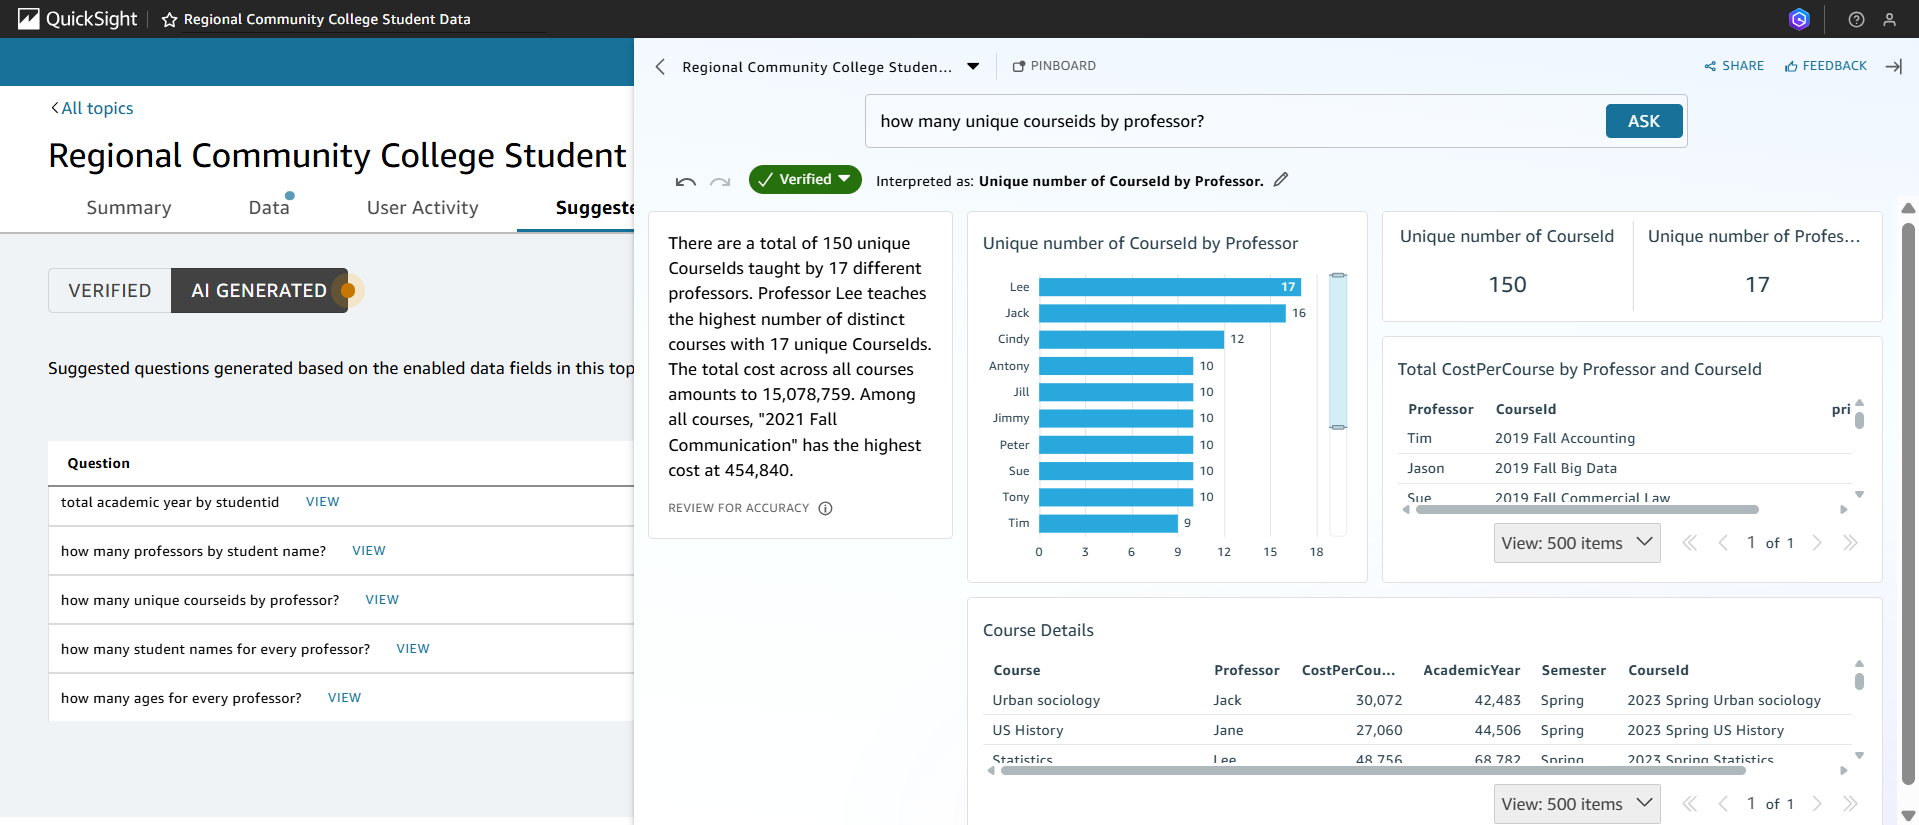 QuickSight
Regional Community College Student Data
All topics
Regional Community College Student
Summary
Data
User Activity
Suggeste
VERIFIED
AI GENERATED
Suggested questions generated based on the enabled data fields in this top
Question
total academic year by studentid VIEW
how many professors by student name? VIEW
how many unique courseids by professor? VIEW
how many student names for every professor? VIEW
how many ages for every professor? VIEW
Regional Community College Studen...
PINBOARD
SHARE
FEEDBACK
how many unique courseids by professor?
ASK
Verified
Interpreted as: Unique number of CourseId by Professor.
There are a total of 150 unique
CourseIds taught by 17 different
professors. Professor Lee teaches
the highest number of distinct
courses with 17 unique CourseIds.
The total cost across all courses
amounts to 15,078,759. Among
all courses, "2021 Fall
Communication" has the highest
cost at 454,840.
REVIEW FOR ACCURACY
Unique number of CourseId by Professor
Lee 17
Jack 16
Cindy 12
Antony 10
Jill 10
Jimmy 10
Peter 10
Sue 10
Tony 10
Tim 9
0 3 6 9 12 15 18
Unique number of CourseId
150
Unique number of Profes...
17
Total CostPerCourse by Professor and CourseId
Professor CourseId pri
Tim 2019 Fall Accounting
Jason 2019 Fall Big Data
Sue 2019 Fall Commercial Law
View: 500 items 1 of 1
Course Details
Course Professor CostPerCou... AcademicYear Semester CourseId
Urban sociology Jack 30,072 42,483 Spring 2023 Spring Urban sociology
US History Jane 27,060 44,506 Spring 2023 Spring US History
Statistics Lee 48,756 68,782 Spring 2023 Spring Statistics
View: 500 items 1 of 1